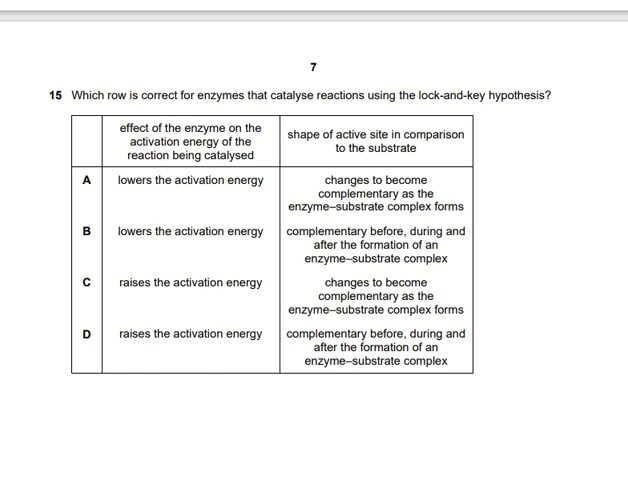 7
15 Which row is correct for enzymes that catalyse reactions using the lock-and-key hypothesis?
effect of the enzyme on the
activation energy of the
reaction being catalysed
shape of active site in comparison
to the substrate
A lowers the activation energy changes to become
complementary as the
enzyme–substrate complex forms
B lowers the activation energy complementary before, during and
after the formation of an
enzyme–substrate complex
C raises the activation energy changes to become
complementary as the
enzyme–substrate complex forms
D raises the activation energy complementary before, during and
after the formation of an
enzyme–substrate complex